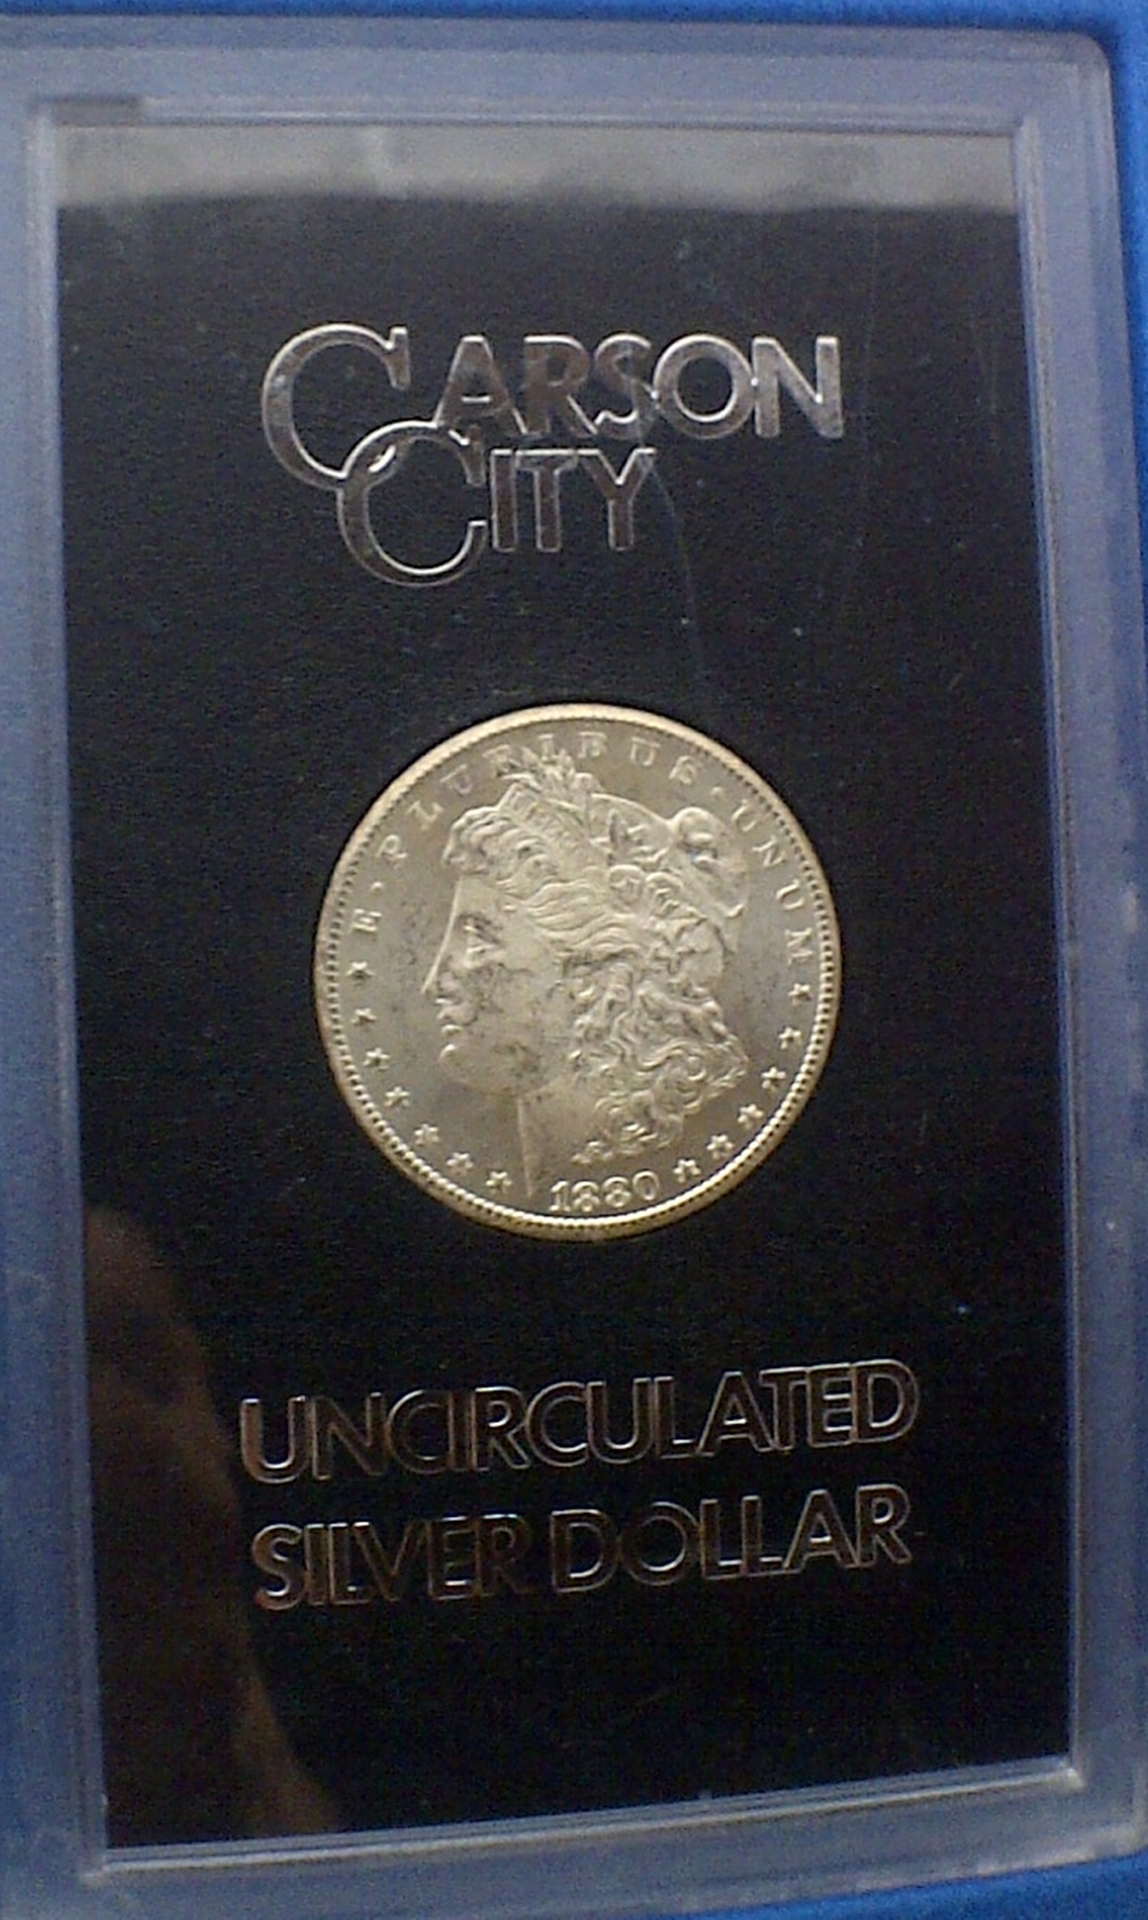 CARSON
CITY
E · PLURIBUS · UNUM
1880
UNCIRCULATED
SILVER DOLLAR